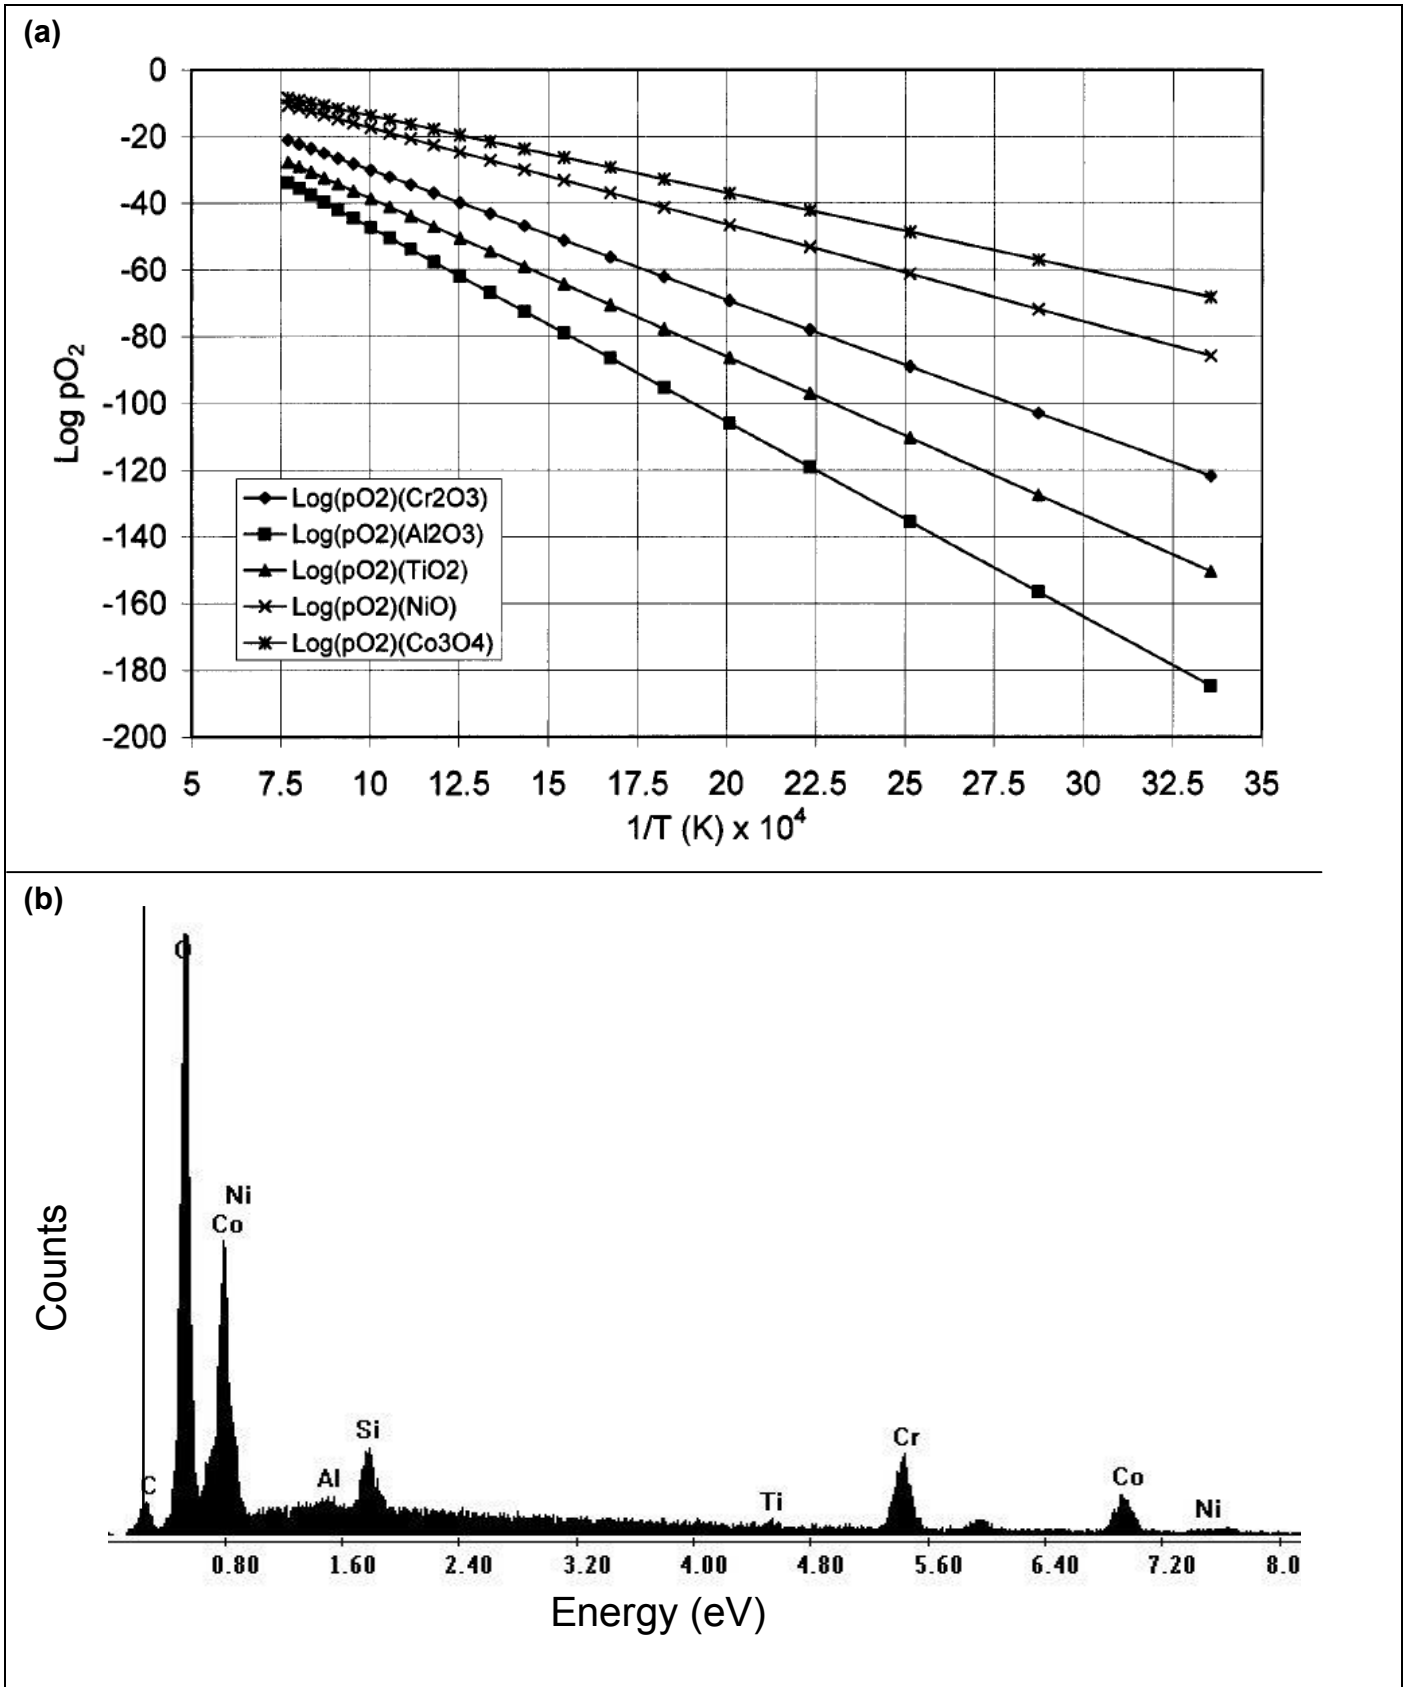 (a)
0
-20
-40
-60
-80
-100
-120
-140
-160
-180
-200
Log pO2
Log(pO2)(Cr2O3)
Log(pO2)(Al2O3)
Log(pO2)(TiO2)
Log(pO2)(NiO)
Log(pO2)(Co3O4)
5 7.5 10 12.5 15 17.5 20 22.5 25 27.5 30 32.5 35
1/T (K) x 10^4
(b)
O
Ni
Co
C
Al
Si
Ti
Cr
Co
Ni
Counts
0.80 1.60 2.40 3.20 4.00 4.80 5.60 6.40 7.20 8.0
Energy (eV)